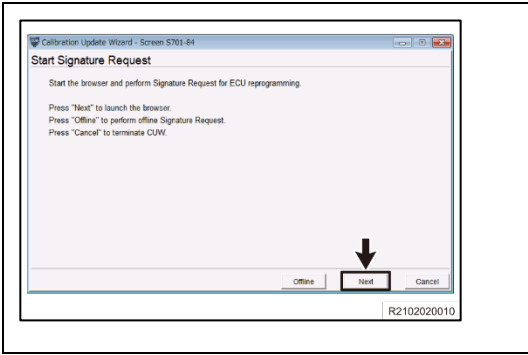 Calibration Update Wizard - Screen S701-84
Start Signature Request
Start the browser and perform Signature Request for ECU reprogramming.
Press "Next" to launch the browser.
Press "Offline" to perform offline Signature Request.
Press "Cancel" to terminate CUW.
Offline
Next
Cancel
R2102020010